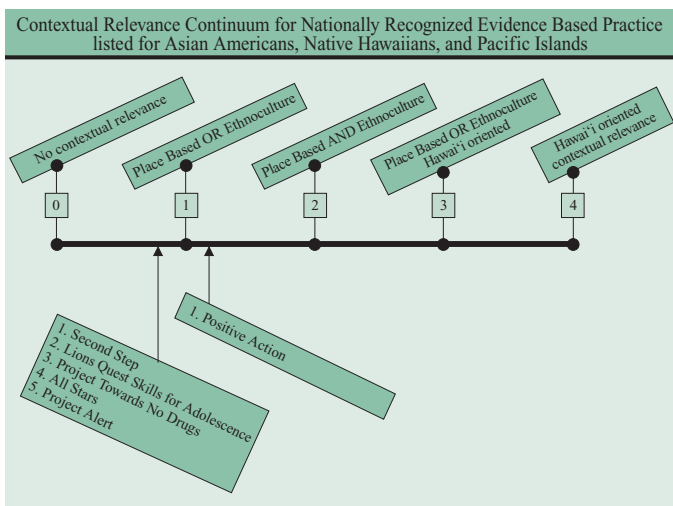 Contextual Relevance Continuum for Nationally Recognized Evidence Based Practice
listed for Asian Americans, Native Hawaiians, and Pacific Islands
No contextual relevance
Place Based OR Ethnoculture
Place Based AND Ethnoculture
Place Based OR Ethnoculture
Hawai‘i oriented
Hawai‘i oriented
contextual relevance
0
1
2
3
4
1. Second Step
2. Lions Quest Skills for Adolescence
3. Project Towards No Drugs
4. All Stars
5. Project Alert
1. Positive Action